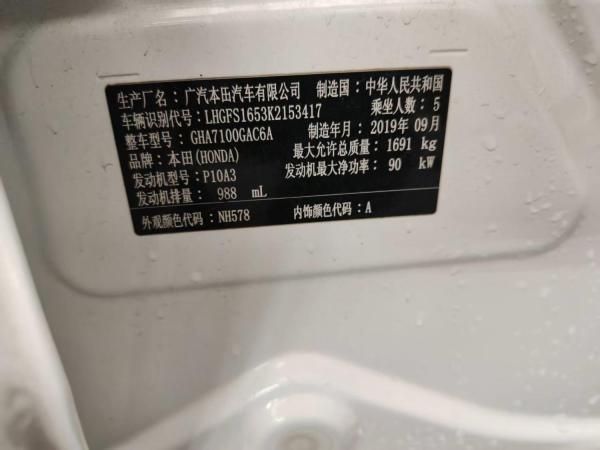 生产厂名：广汽本田汽车有限公司 制造国：中华人民共和国
车辆识别代号：LHGFS1653K2153417 乘坐人数：5
整车型号：GHA7100GAC6A 制造年月：2019年09月
品牌：本田(HONDA) 最大允许总质量：1691 kg
发动机型号：P10A3 发动机最大净功率：90 kW
发动机排量：988 mL
外观颜色代码：NH578 内饰颜色代码：A